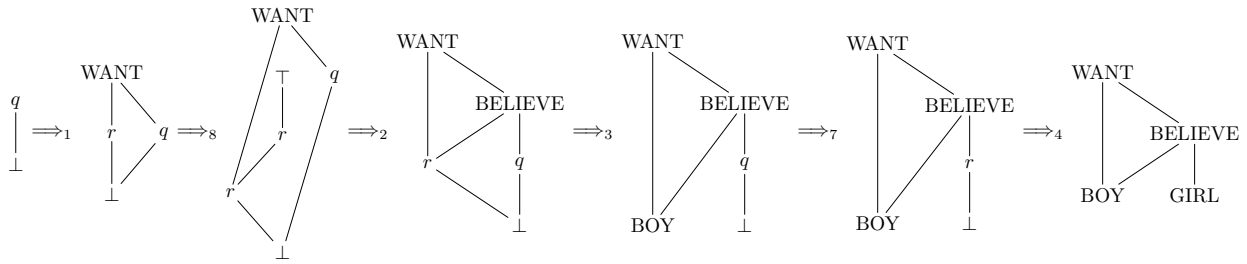 q
⊥
⟹₁
WANT
r q
⊥
⟹₈
WANT
⊤ q
r
r
⊥
⟹₂
WANT
BELIEVE
r q
⊥
⟹₃
WANT
BELIEVE
q
BOY ⊥
⟹₇
WANT
BELIEVE
r
BOY ⊥
⟹₄
WANT
BELIEVE
BOY GIRL